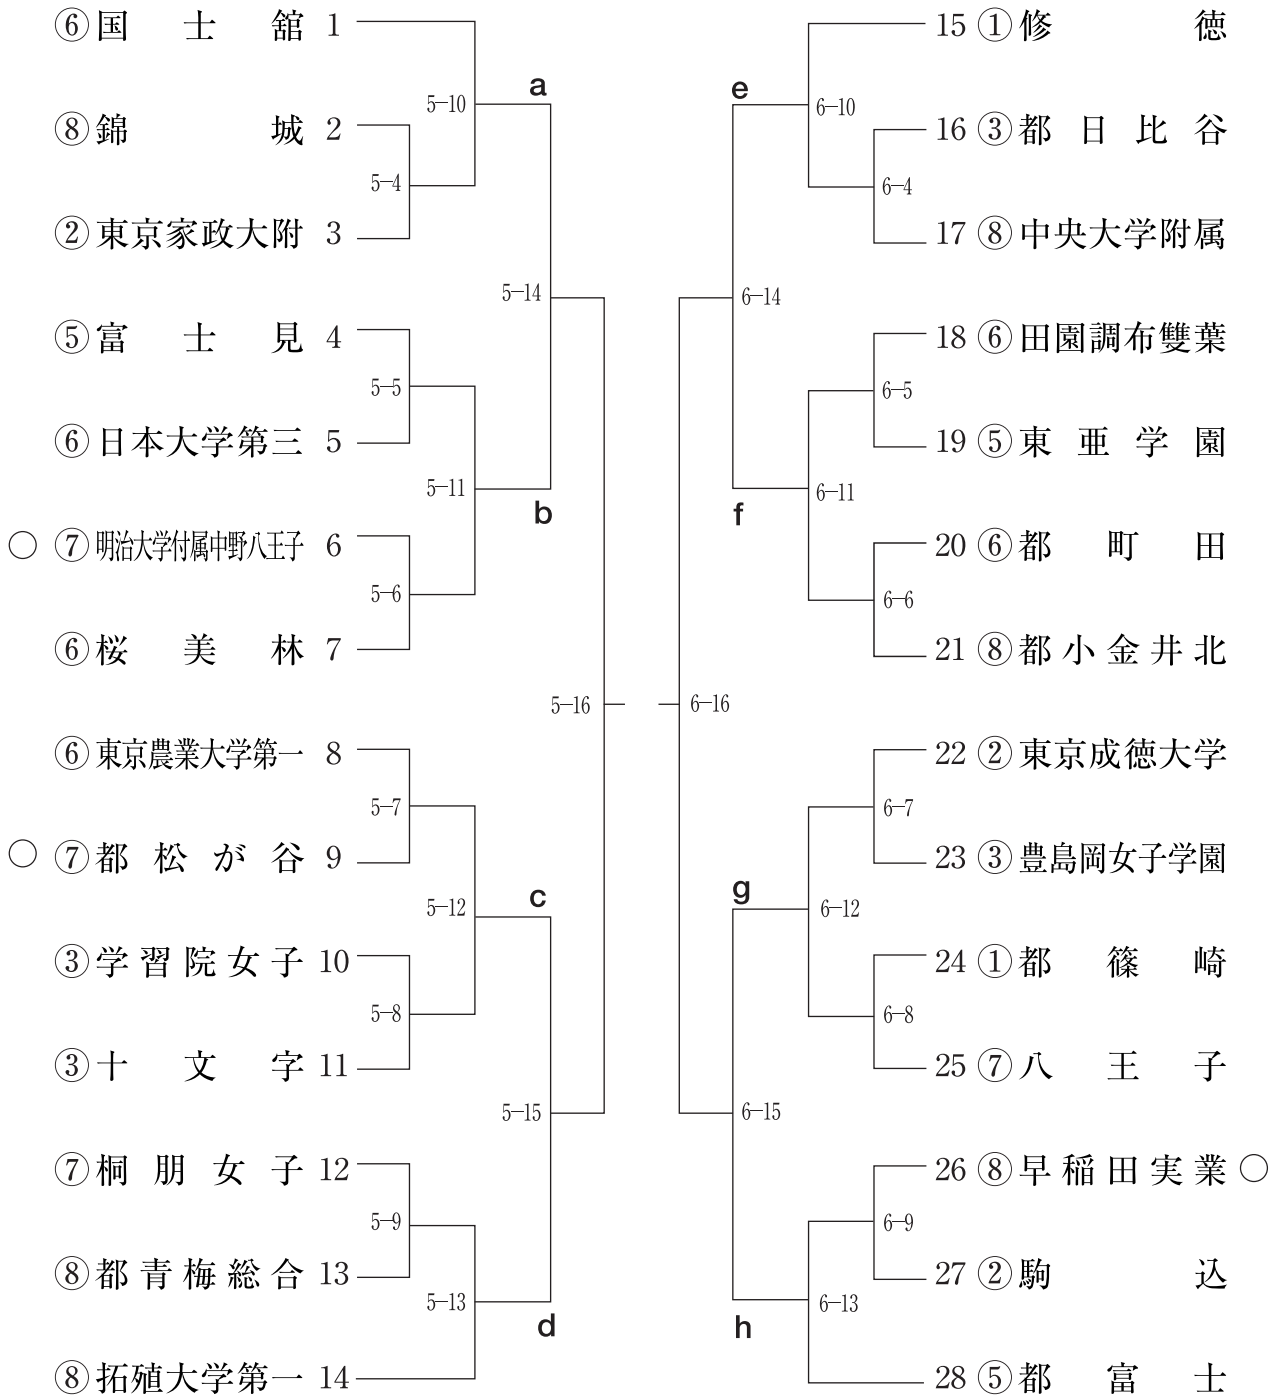 ⑥国士舘 1
a
5-10
⑧錦城 2
5-4
②東京家政大附 3
5-14
⑤富士見 4
5-5
⑥日本大学第三 5
5-11
b
○ ⑦明治大学付属中野八王子 6
5-6
⑥桜美林 7
5-16
⑥東京農業大学第一 8
5-7
○ ⑦都松が谷 9
c
5-12
③学習院女子 10
5-8
③十文字 11
5-15
⑦桐朋女子 12
5-9
⑧都青梅総合 13
5-13
d
⑧拓殖大学第一 14
15 ①修徳
e
6-10
16 ③都日比谷
6-4
17 ⑧中央大学附属
6-14
18 ⑥田園調布雙葉
6-5
19 ⑤東亜学園
6-11
f
20 ⑥都町田
6-6
21 ⑧都小金井北
6-16
22 ②東京成徳大学
6-7
23 ③豊島岡女子学園
g
6-12
24 ①都篠崎
6-8
25 ⑦八王子
6-15
26 ⑧早稲田実業 ○
6-9
27 ②駒込
6-13
h
28 ⑤都富士